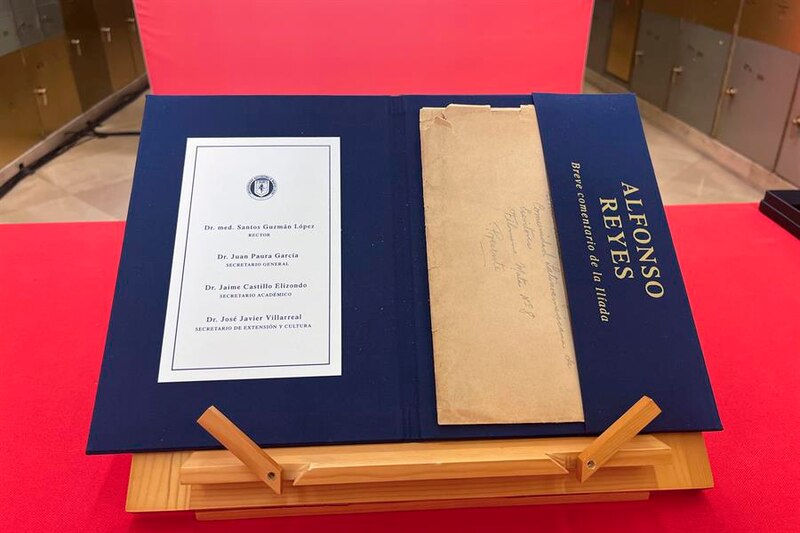 Dr. med. Santos Guzmán López
RECTOR
Dr. Juan Paura García
SECRETARIO GENERAL
Dr. Jaime Castillo Elizondo
SECRETARIO ACADÉMICO
Dr. José Javier Villarreal
SECRETARIO DE EXTENSIÓN Y CULTURA
ALFONSO
REYES
Breve comentario de la Ilíada